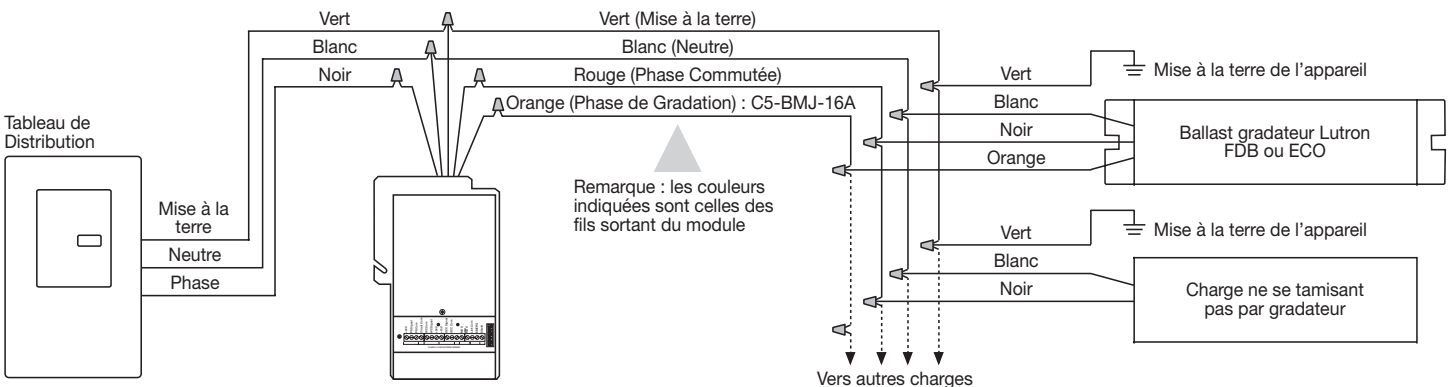 Vert
Vert (Mise à la terre)
Blanc
Blanc (Neutre)
Noir
Rouge (Phase Commutée)
Orange (Phase de Gradation) : C5-BMJ-16A
Tableau de
Distribution
Mise à la
terre
Neutre
Phase
Remarque : les couleurs
indiquées sont celles des
fils sortant du module
Vert
Mise à la terre de l’appareil
Blanc
Noir
Orange
Ballast gradateur Lutron
FDB ou ECO
Vert
Mise à la terre de l’appareil
Blanc
Noir
Charge ne se tamisant
pas par gradateur
Vers autres charges